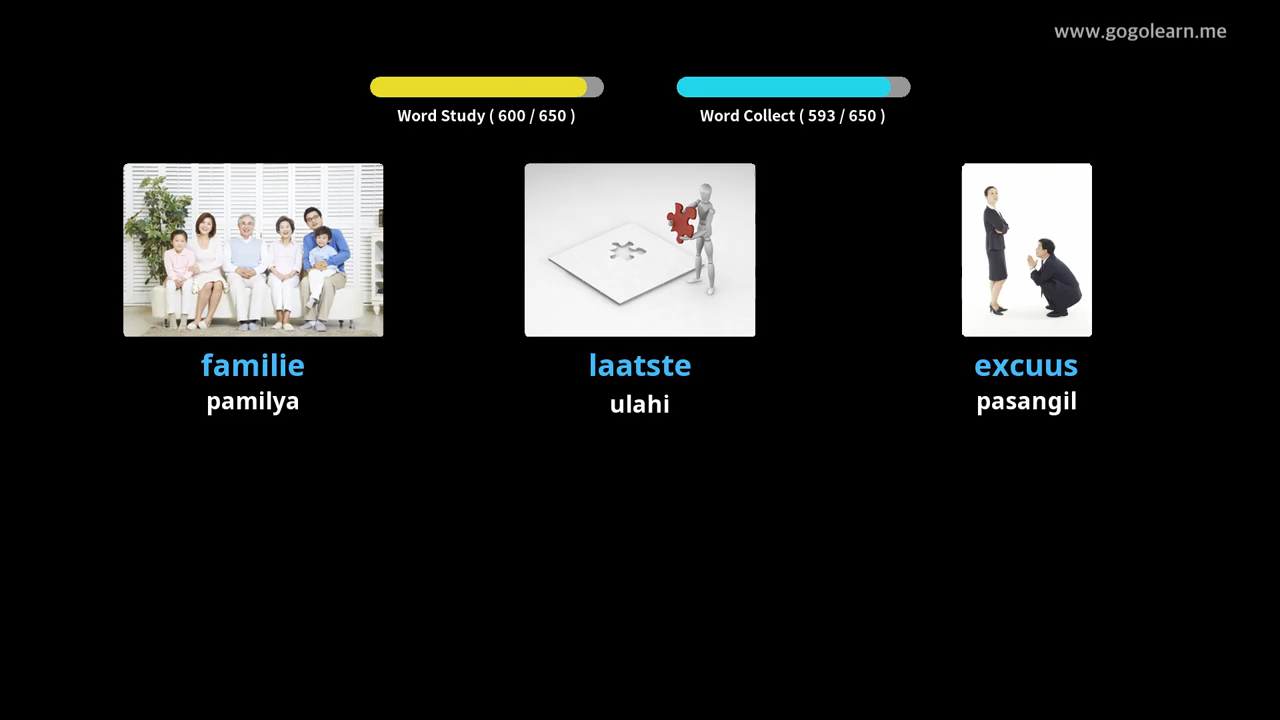 www.gogolearn.me
Word Study ( 600 / 650 )
Word Collect ( 593 / 650 )
familie
pamilya
laatste
ulahi
excuus
pasangil